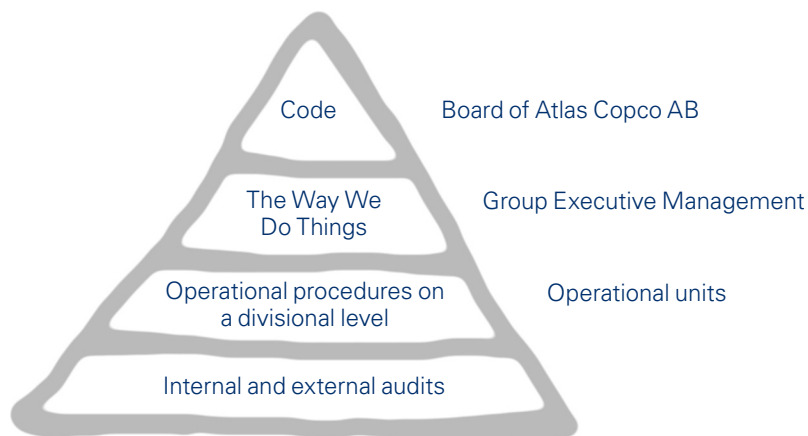 Code
Board of Atlas Copco AB
The Way We
Do Things
Group Executive Management
Operational procedures on
a divisional level
Operational units
Internal and external audits